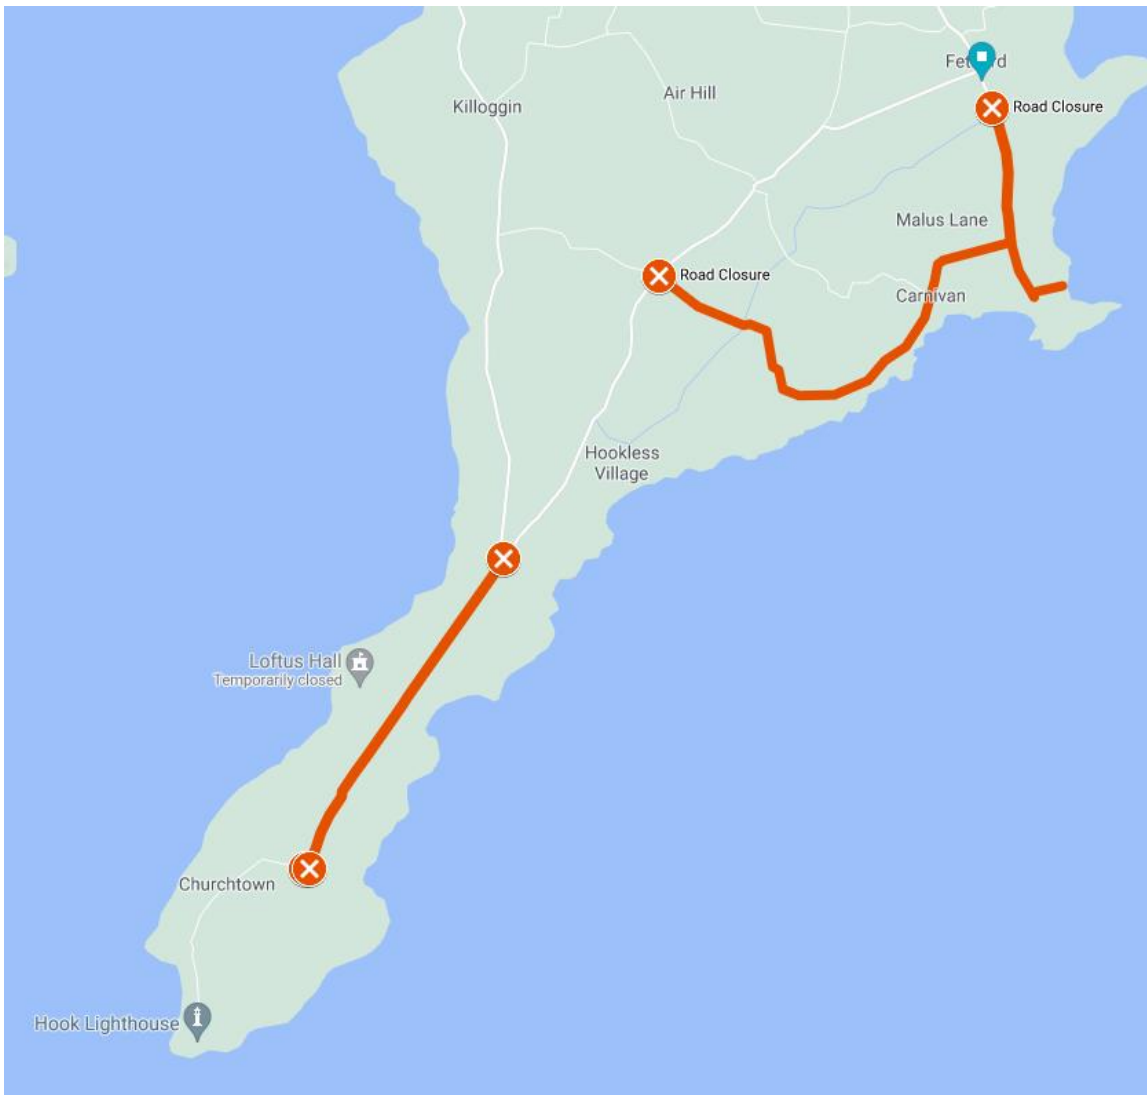 Road Closure
Air Hill
Killoggin
Malus Lane
Road Closure
Carnivan
Hookless
Village
Loftus Hall
Temporarily closed
Churchtown
Hook Lighthouse